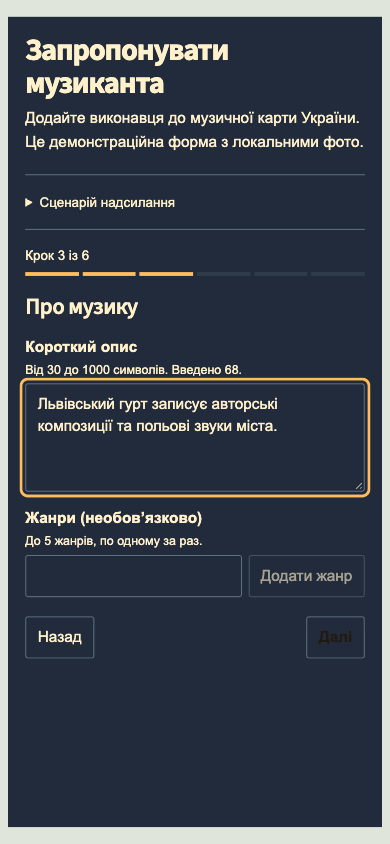 Запропонувати
музиканта
Додайте виконавця до музичної карти України.
Це демонстраційна форма з локальними фото.
Сценарій надсилання
Крок 3 із 6
Про музику
Короткий опис
Від 30 до 1000 символів. Введено 68.
Львівський гурт записує авторські
композиції та польові звуки міста.
Жанри (необов’язково)
До 5 жанрів, по одному за раз.
Додати жанр
Назад
Далі